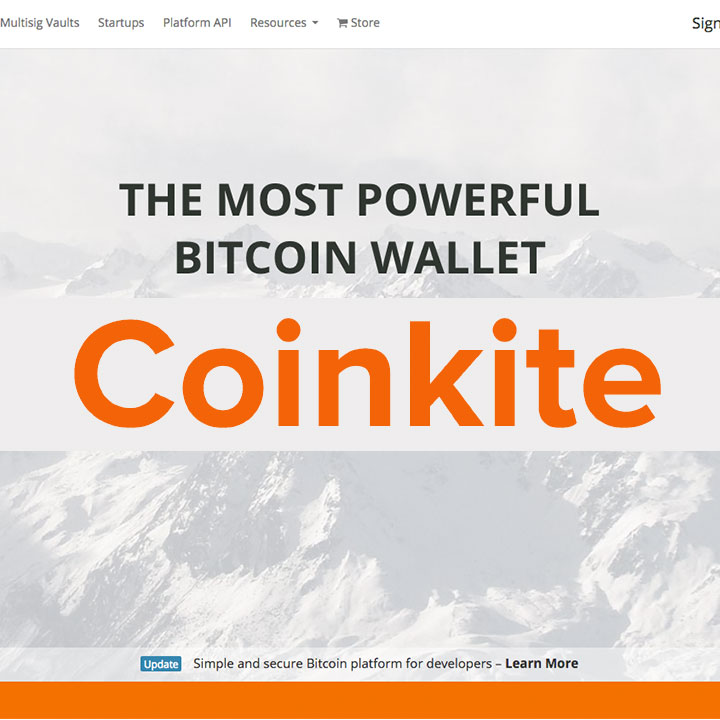 Multisig Vaults Startups Platform API Resources Store Sign
THE MOST POWERFUL
BITCOIN WALLET
Coinkite
Update Simple and secure Bitcoin platform for developers – Learn More